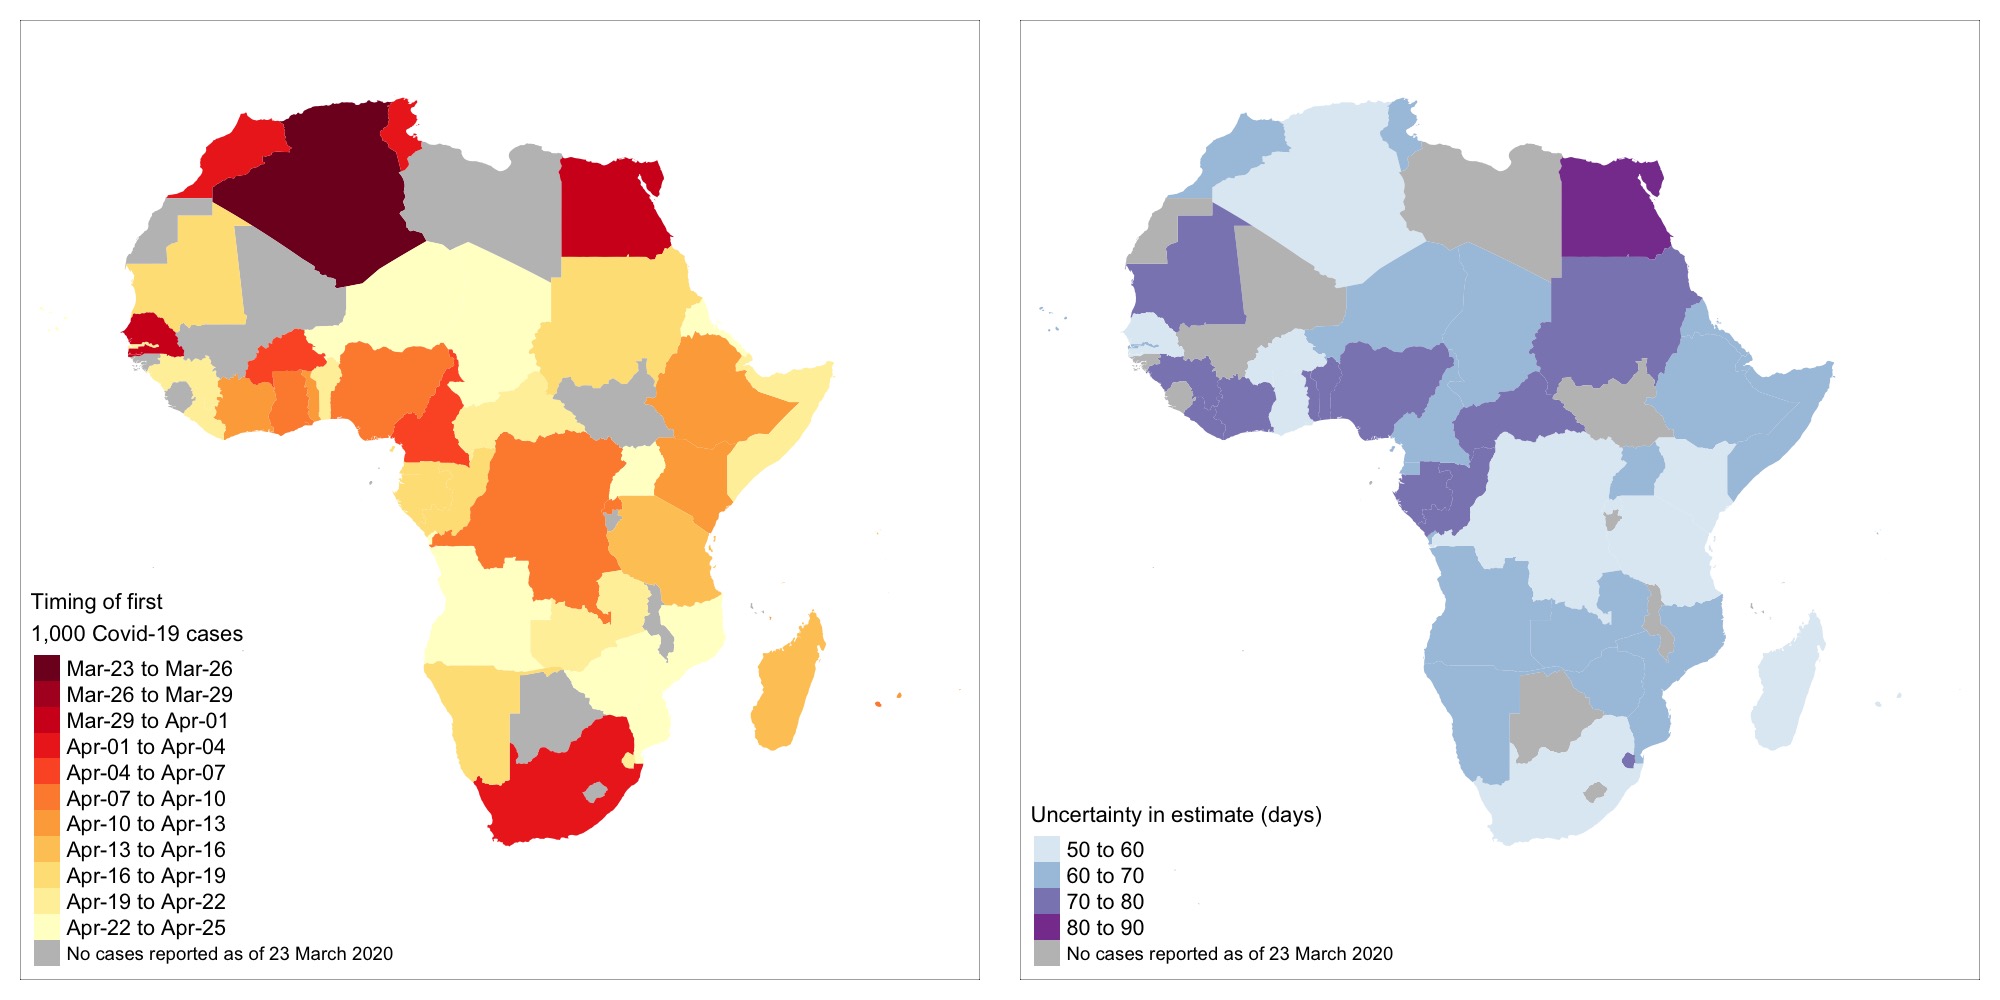 Timing of first
1,000 Covid-19 cases
Mar-23 to Mar-26
Mar-26 to Mar-29
Mar-29 to Apr-01
Apr-01 to Apr-04
Apr-04 to Apr-07
Apr-07 to Apr-10
Apr-10 to Apr-13
Apr-13 to Apr-16
Apr-16 to Apr-19
Apr-19 to Apr-22
Apr-22 to Apr-25
No cases reported as of 23 March 2020
Uncertainty in estimate (days)
50 to 60
60 to 70
70 to 80
80 to 90
No cases reported as of 23 March 2020